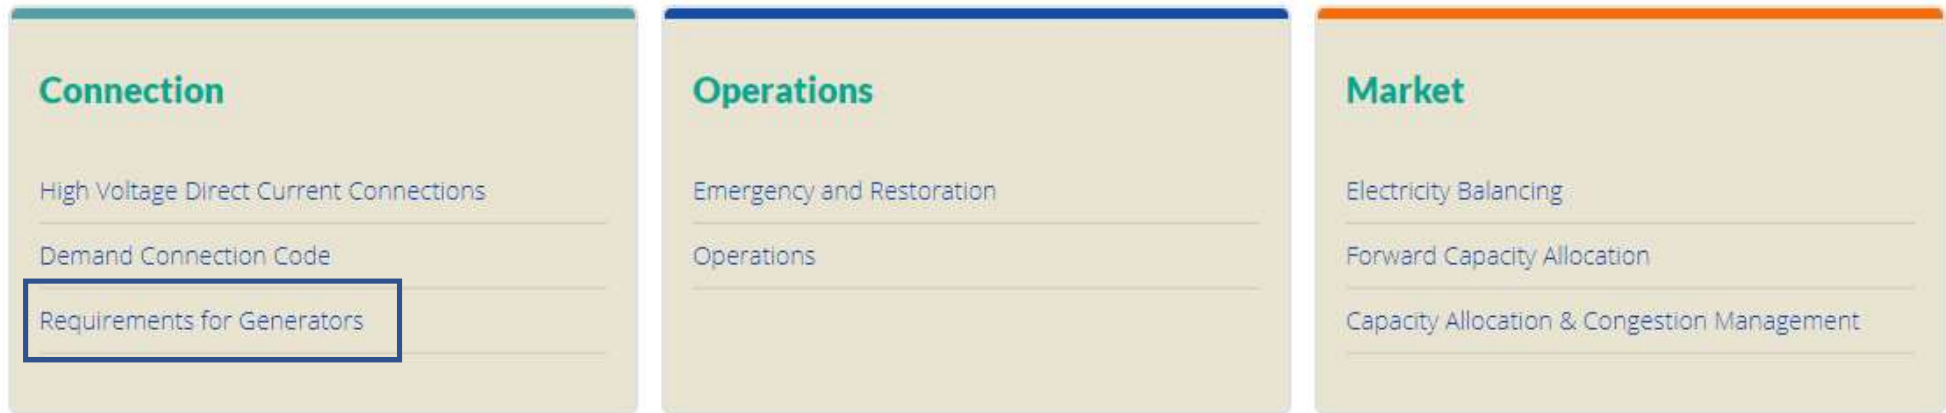 Connection
High Voltage Direct Current Connections
Demand Connection Code
Requirements for Generators
Operations
Emergency and Restoration
Operations
Market
Electricity Balancing
Forward Capacity Allocation
Capacity Allocation & Congestion Management